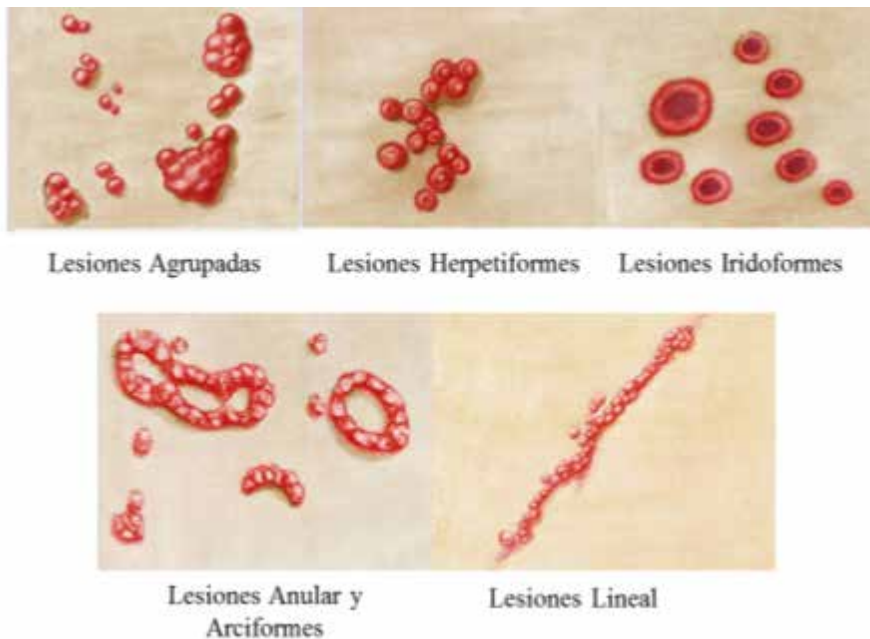 Lesiones Agrupadas
Lesiones Herpetiformes
Lesiones Iridoformes
Lesiones Anular y
Arciformes
Lesiones Lineal